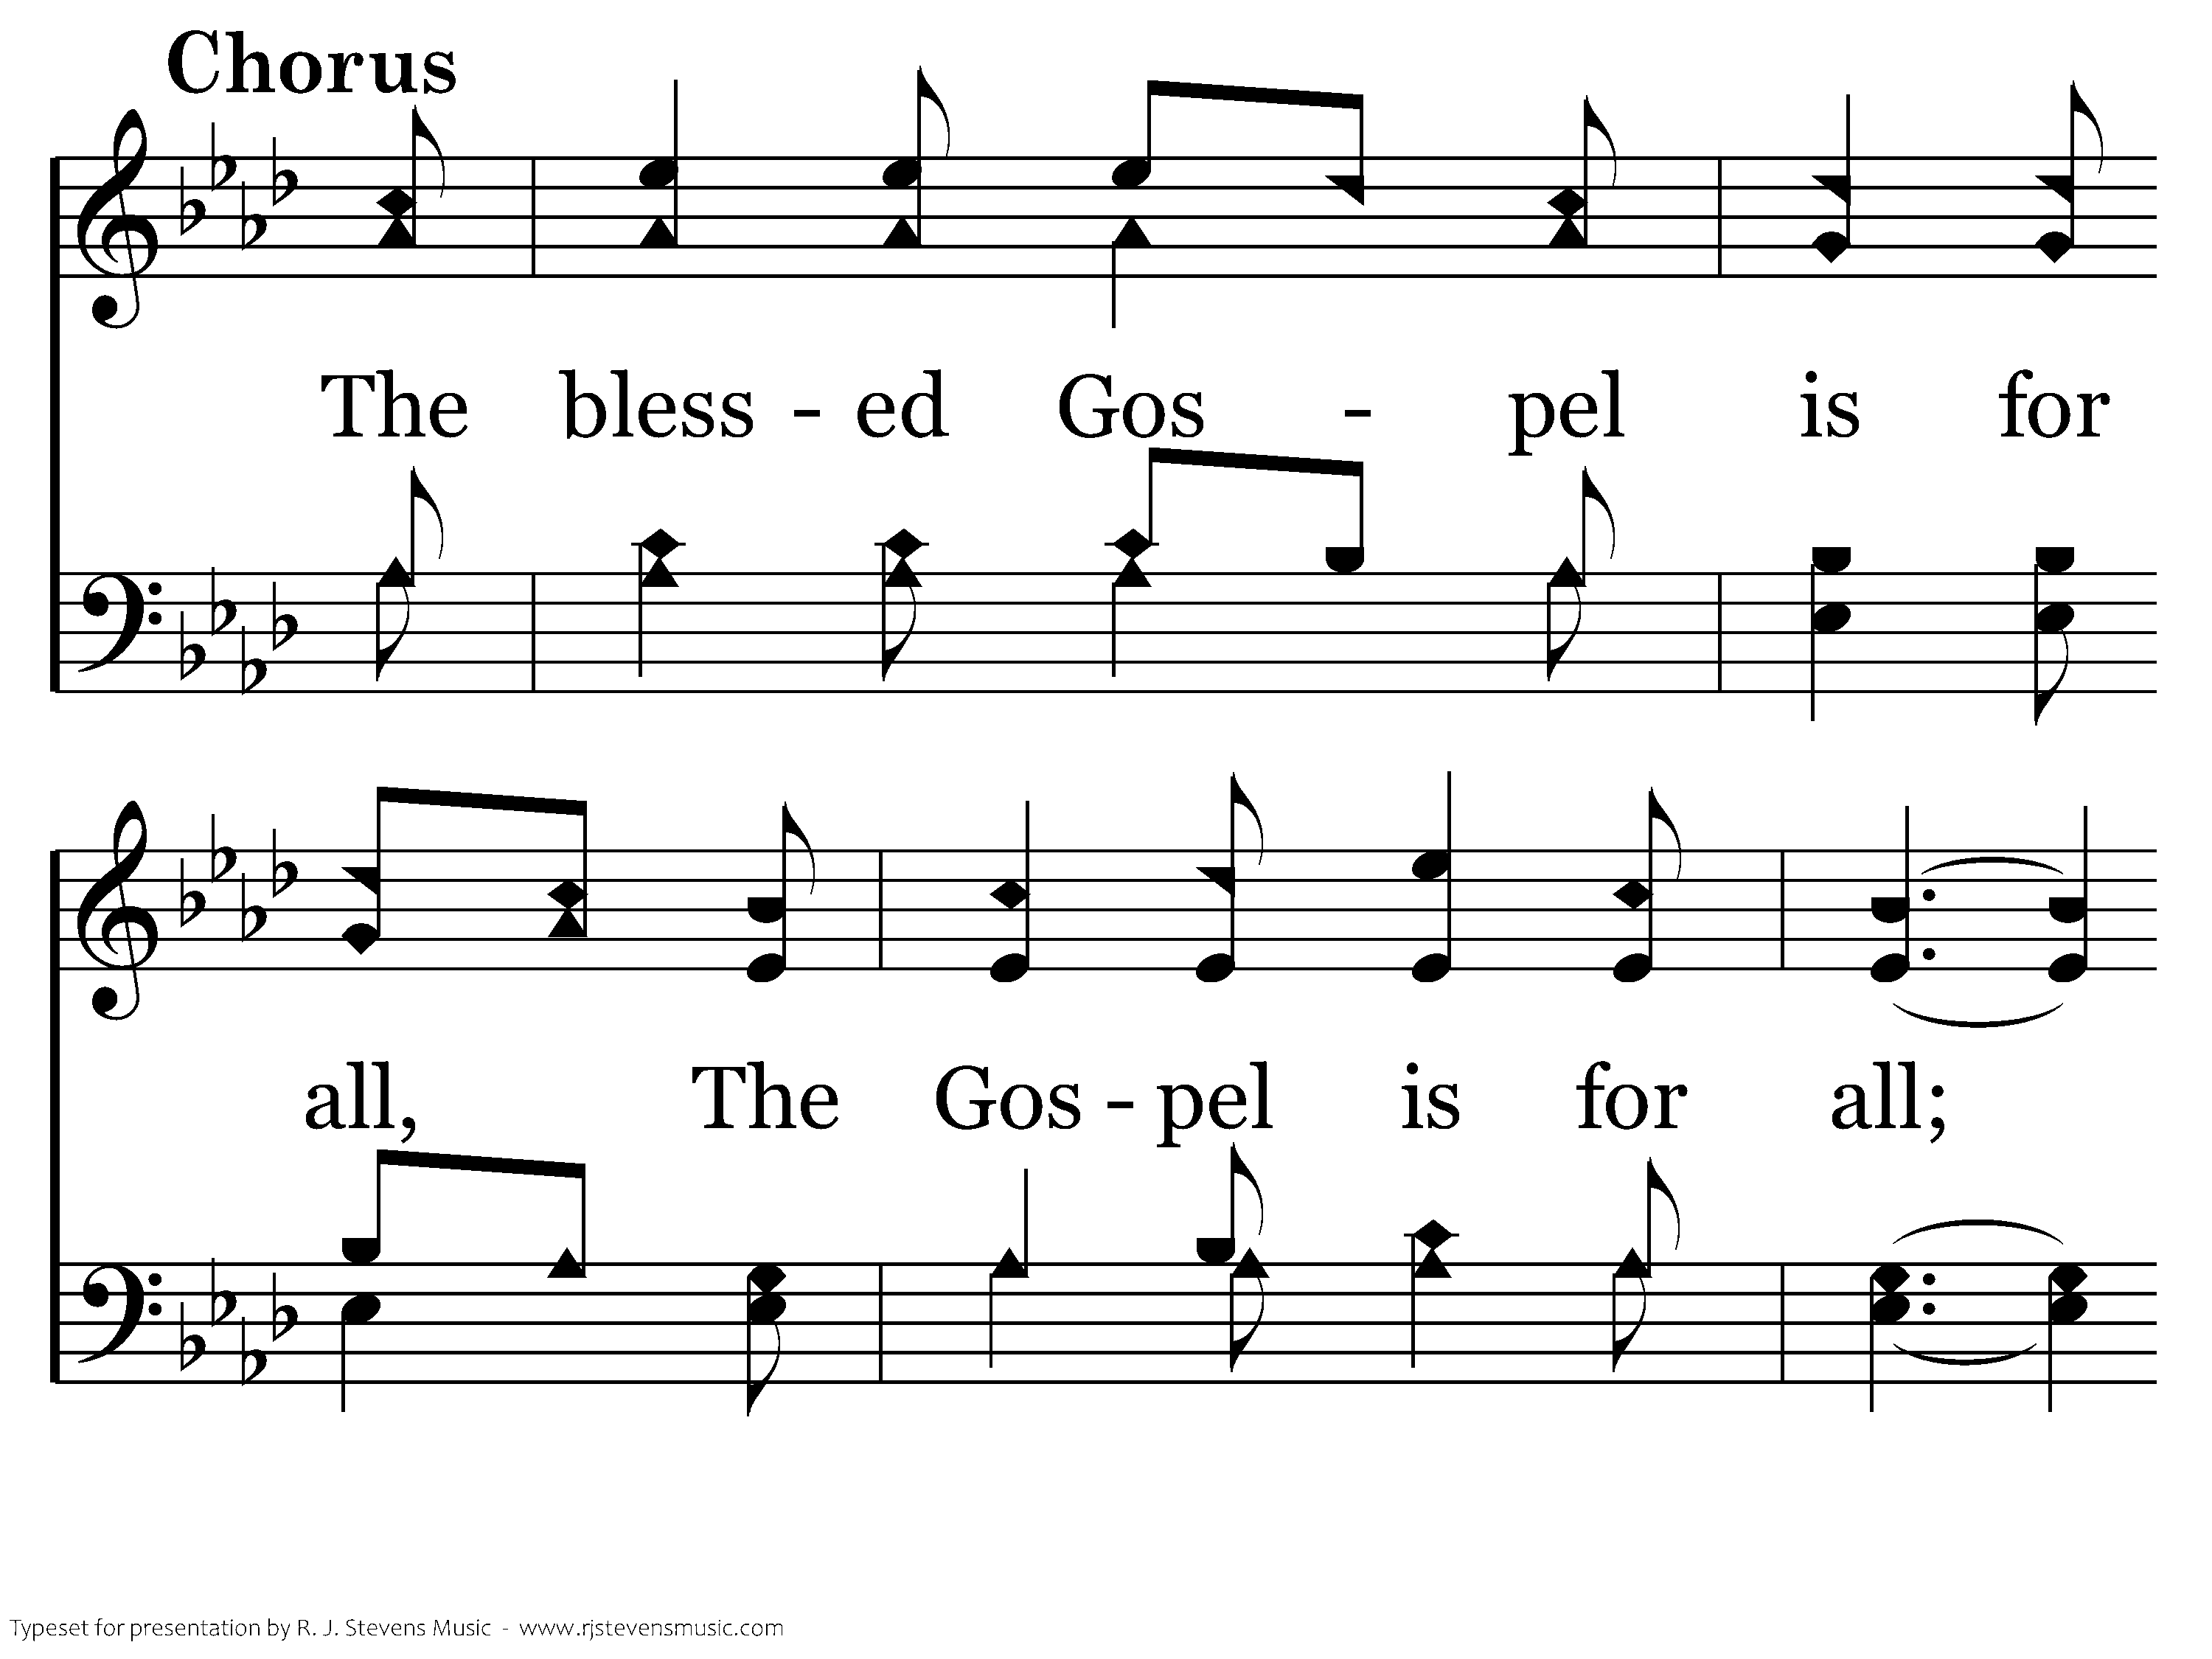 Chorus
The bless - ed Gos - pel is for
all, The Gos - pel is for all;
Typeset for presentation by R. J. Stevens Music - www.rjstevensmusic.com